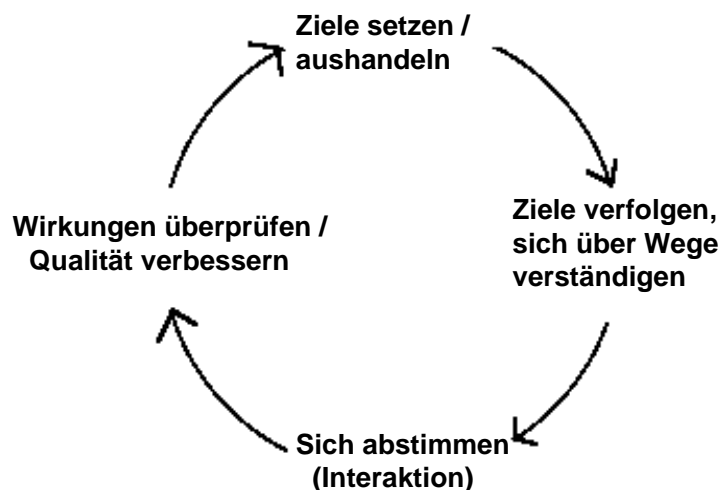 Ziele setzen /
aushandeln
Ziele verfolgen,
sich über Wege
verständigen
Sich abstimmen
(Interaktion)
Wirkungen überprüfen /
Qualität verbessern